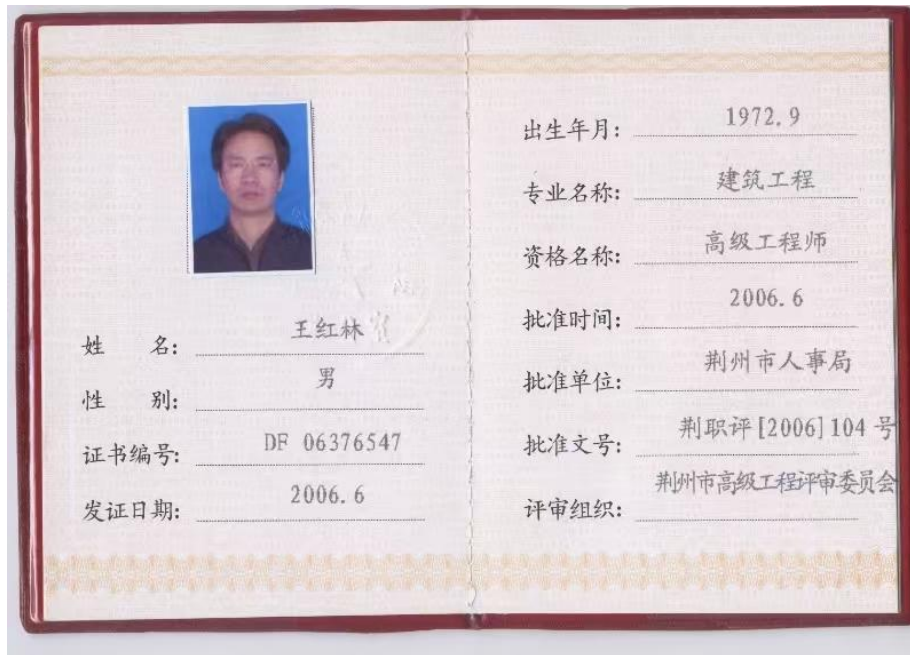 姓 名: 王红林
性 别: 男
证书编号: DF 06376547
发证日期: 2006.6
出生年月: 1972.9
专业名称: 建筑工程
资格名称: 高级工程师
批准时间: 2006.6
批准单位: 荆州市人事局
批准文号: 荆职评[2006]104 号
评审组织: 荆州市高级工程评审委员会